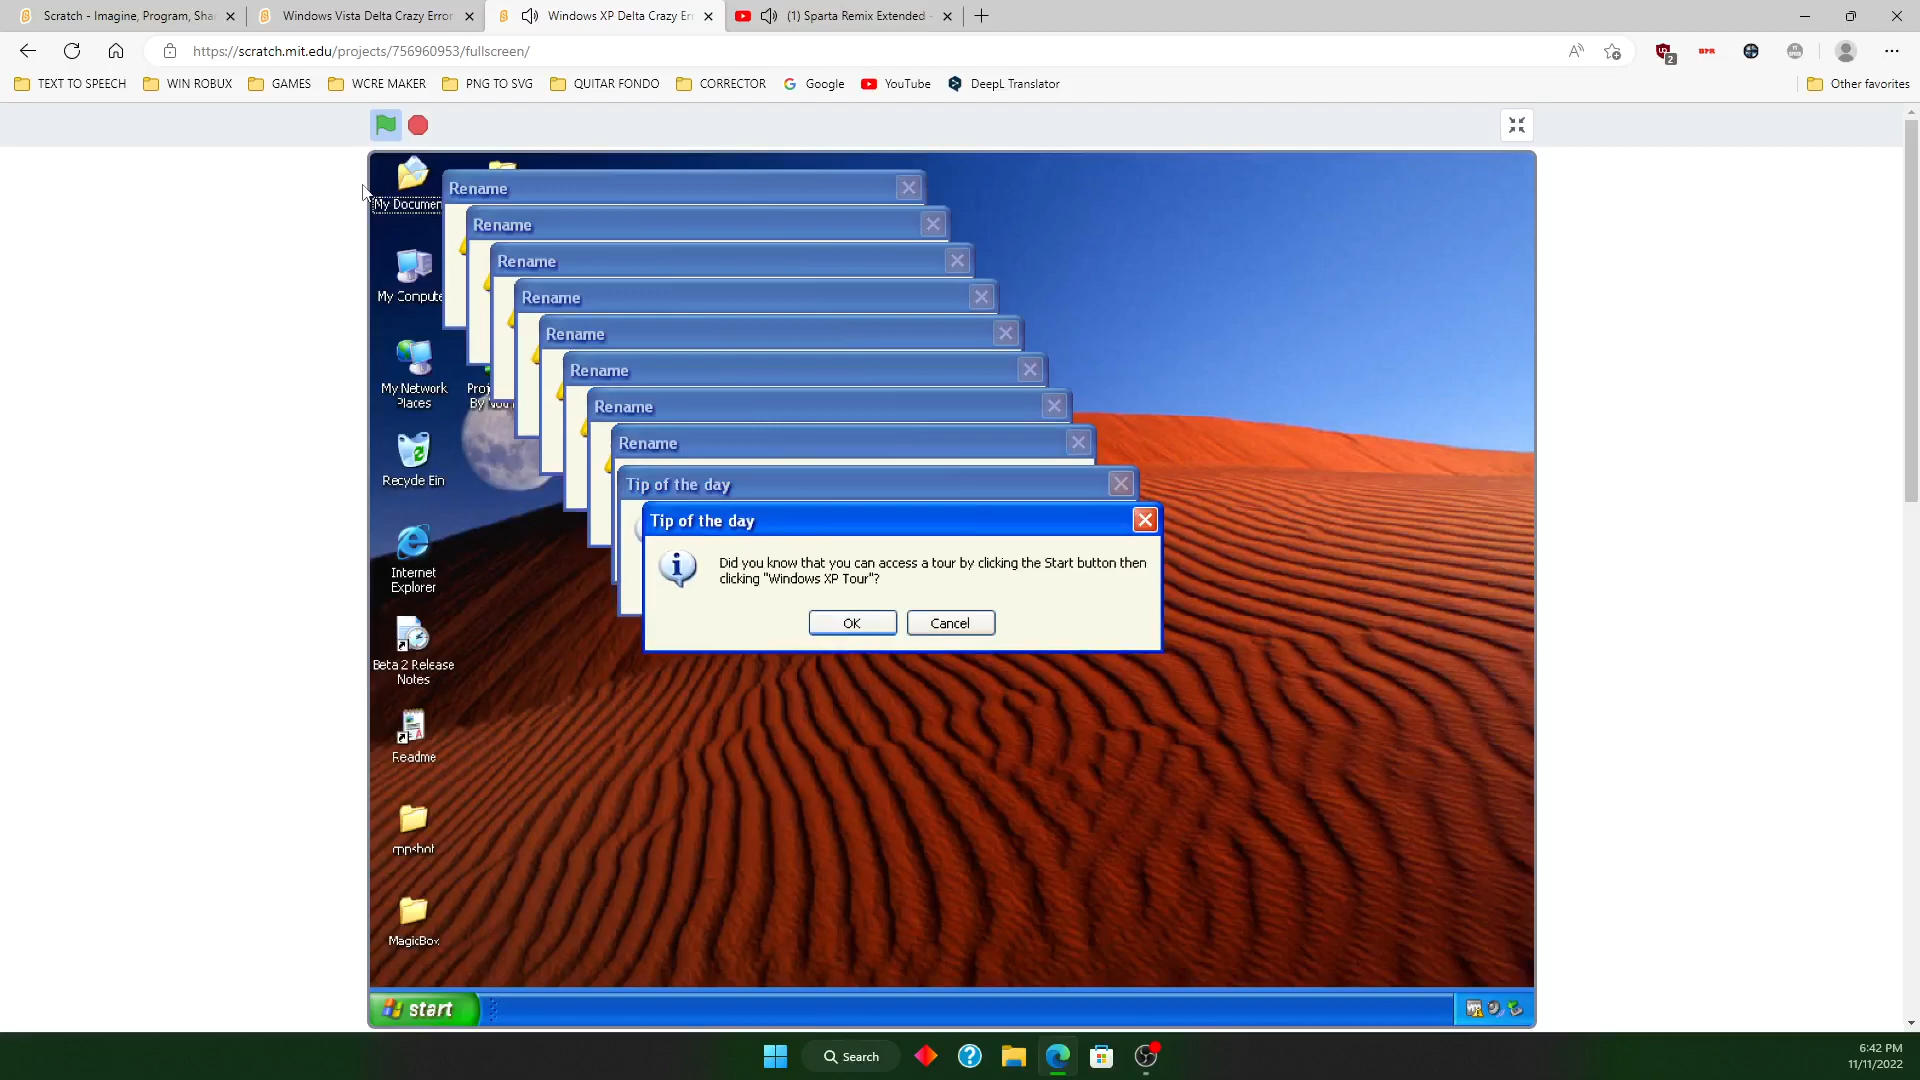 Scratch - Imagine, Program, Sha
Windows Vista Delta Crazy Error
Windows XP Delta Crazy Er
(1) Sparta Remix Extended -
https://scratch.mit.edu/projects/756960953/fullscreen/
2
TEXT TO SPEECH
WIN ROBUX
GAMES
WCRE MAKER
PNG TO SVG
QUITAR FONDO
CORRECTOR
Google
YouTube
DeepL Translator
Other favorites
My Documen
Rename
Rename
Rename
My Compute
Rename
Rename
Rename
My Network
Places
Proj
By
Rename
Rename
Recycle Bin
Tip of the day
Tip of the day
Did you know that you can access a tour by clicking the Start button then
clicking "Windows XP Tour"?
OK
Cancel
Internet
Explorer
Beta 2 Release
Notes
Readme
mpshot
MagicBox
start
Search
6:42 PM
11/11/2022